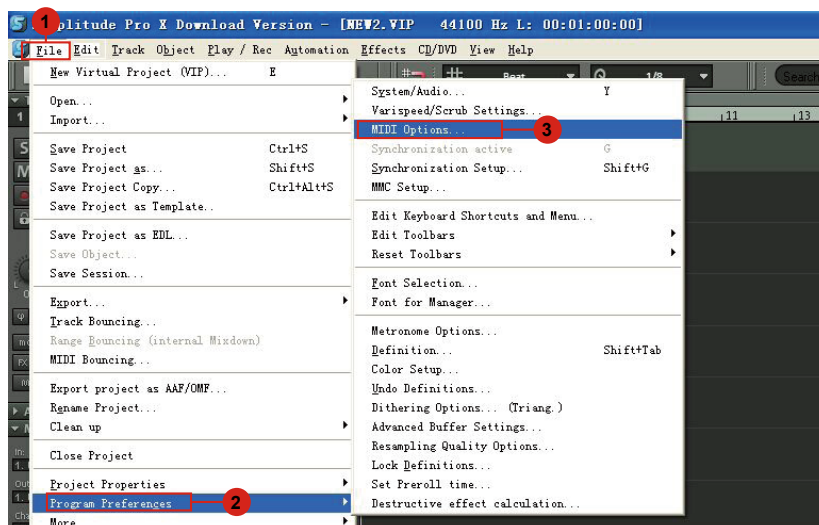 1
plitude Pro X Download Version - [NEW2.VIP 44100 Hz L: 00:01:00:00]
File Edit Track Object Play / Rec Automation Effects CD/DVD View Help
New Virtual Project (VIP)... E
Open...
Import...
Save Project Ctrl+S
Save Project as... Shift+S
Save Project Copy... Ctrl+Alt+S
Save Project as Template..
Save Project as EDL...
Save Object...
Save Session...
Export...
Track Bouncing...
Range Bouncing (internal Mixdown)
MIDI Bouncing...
Export project as AAF/OMF...
Rename Project...
Clean up
Close Project
Project Properties
Program Preferences 2
More
Beat 1/8 Search
11 13
System/Audio... Y
Varispeed/Scrub Settings...
MIDI Options... 3
Synchronization active G
Synchronization Setup... Shift+G
MMC Setup...
Edit Keyboard Shortcuts and Menu...
Edit Toolbars
Reset Toolbars
Font Selection...
Font for Manager...
Metronome Options...
Definition... Shift+Tab
Color Setup...
Undo Definitions...
Dithering Options... (Triang.)
Advanced Buffer Settings...
Resampling Quality Options...
Lock Definitions...
Set Preroll time...
Destructive effect calculation...